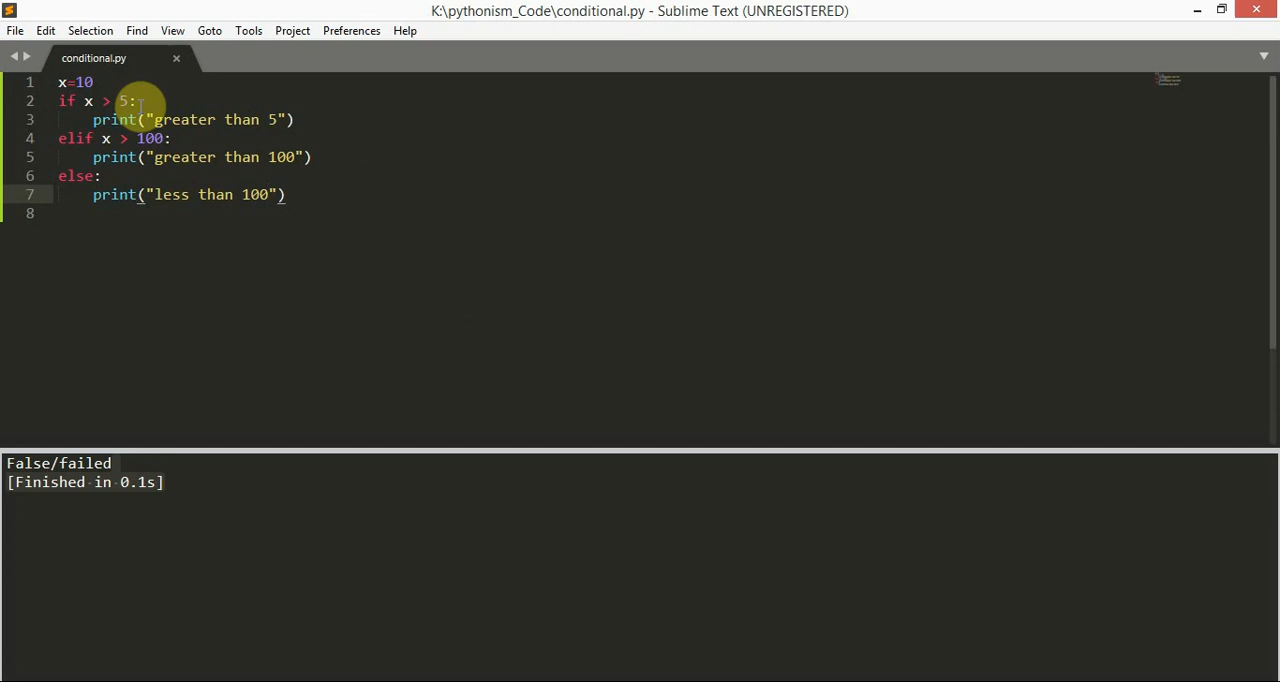 K:\pythonism_Code\conditional.py - Sublime Text (UNREGISTERED)
File Edit Selection Find View Goto Tools Project Preferences Help
conditional.py
1 x=10
2 if x > 5:
3     print("greater than 5")
4 elif x > 100:
5     print("greater than 100")
6 else:
7     print("less than 100")
8
False/failed
[Finished in 0.1s]